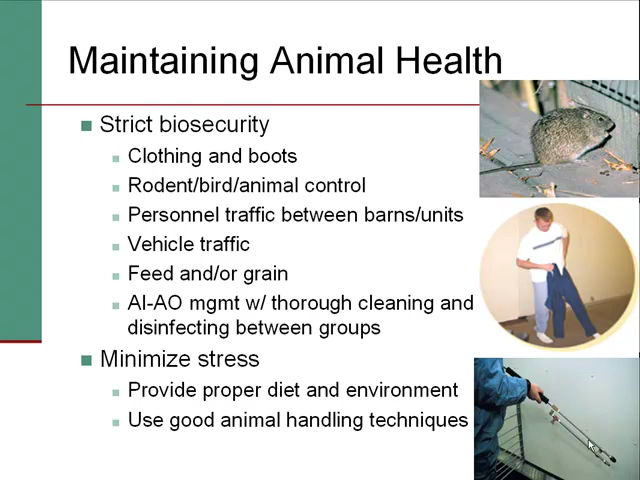 Maintaining Animal Health
Strict biosecurity
Clothing and boots
Rodent/bird/animal control
Personnel traffic between barns/units
Vehicle traffic
Feed and/or grain
AI-AO mgmt w/ thorough cleaning and
disinfecting between groups
Minimize stress
Provide proper diet and environment
Use good animal handling techniques